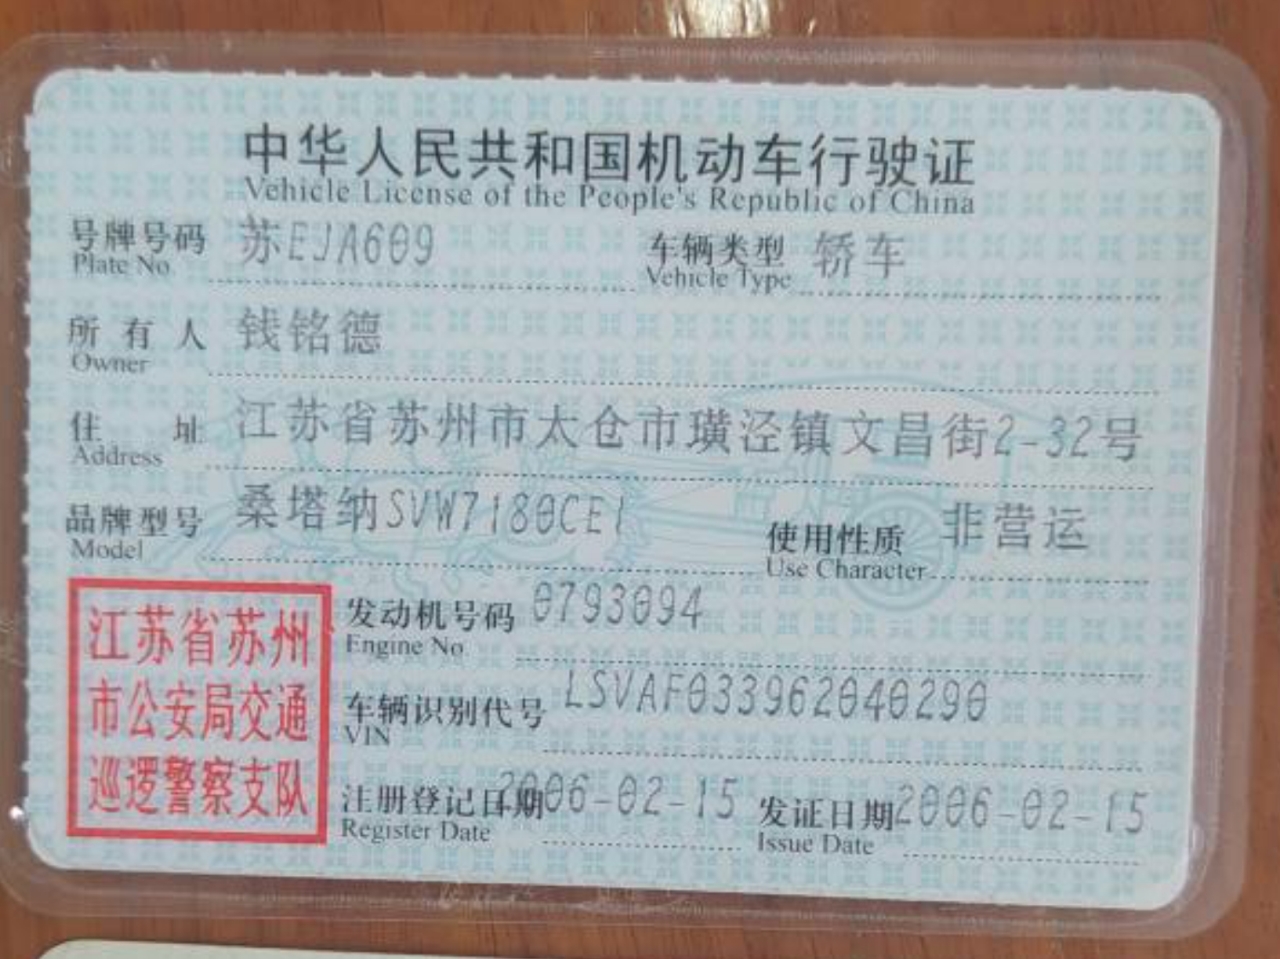 中华人民共和国机动车行驶证
Vehicle License of the People's Republic of China
号牌号码 苏EJA609 车辆类型 轿车
Plate No Vehicle Type
所有人 钱铭德
Owner
住址 江苏省苏州市太仓市璜泾镇文昌街2-32号
Address
品牌型号 桑塔纳SVW7180CEI 使用性质 非营运
Model Use Character
江苏省苏州
市公安局交通
巡逻警察支队
发动机号码 0793094
Engine No
车辆识别代号 LSVAF033962040290
VIN
注册登记日期 2006-02-15 发证日期 2006-02-15
Register Date Issue Date